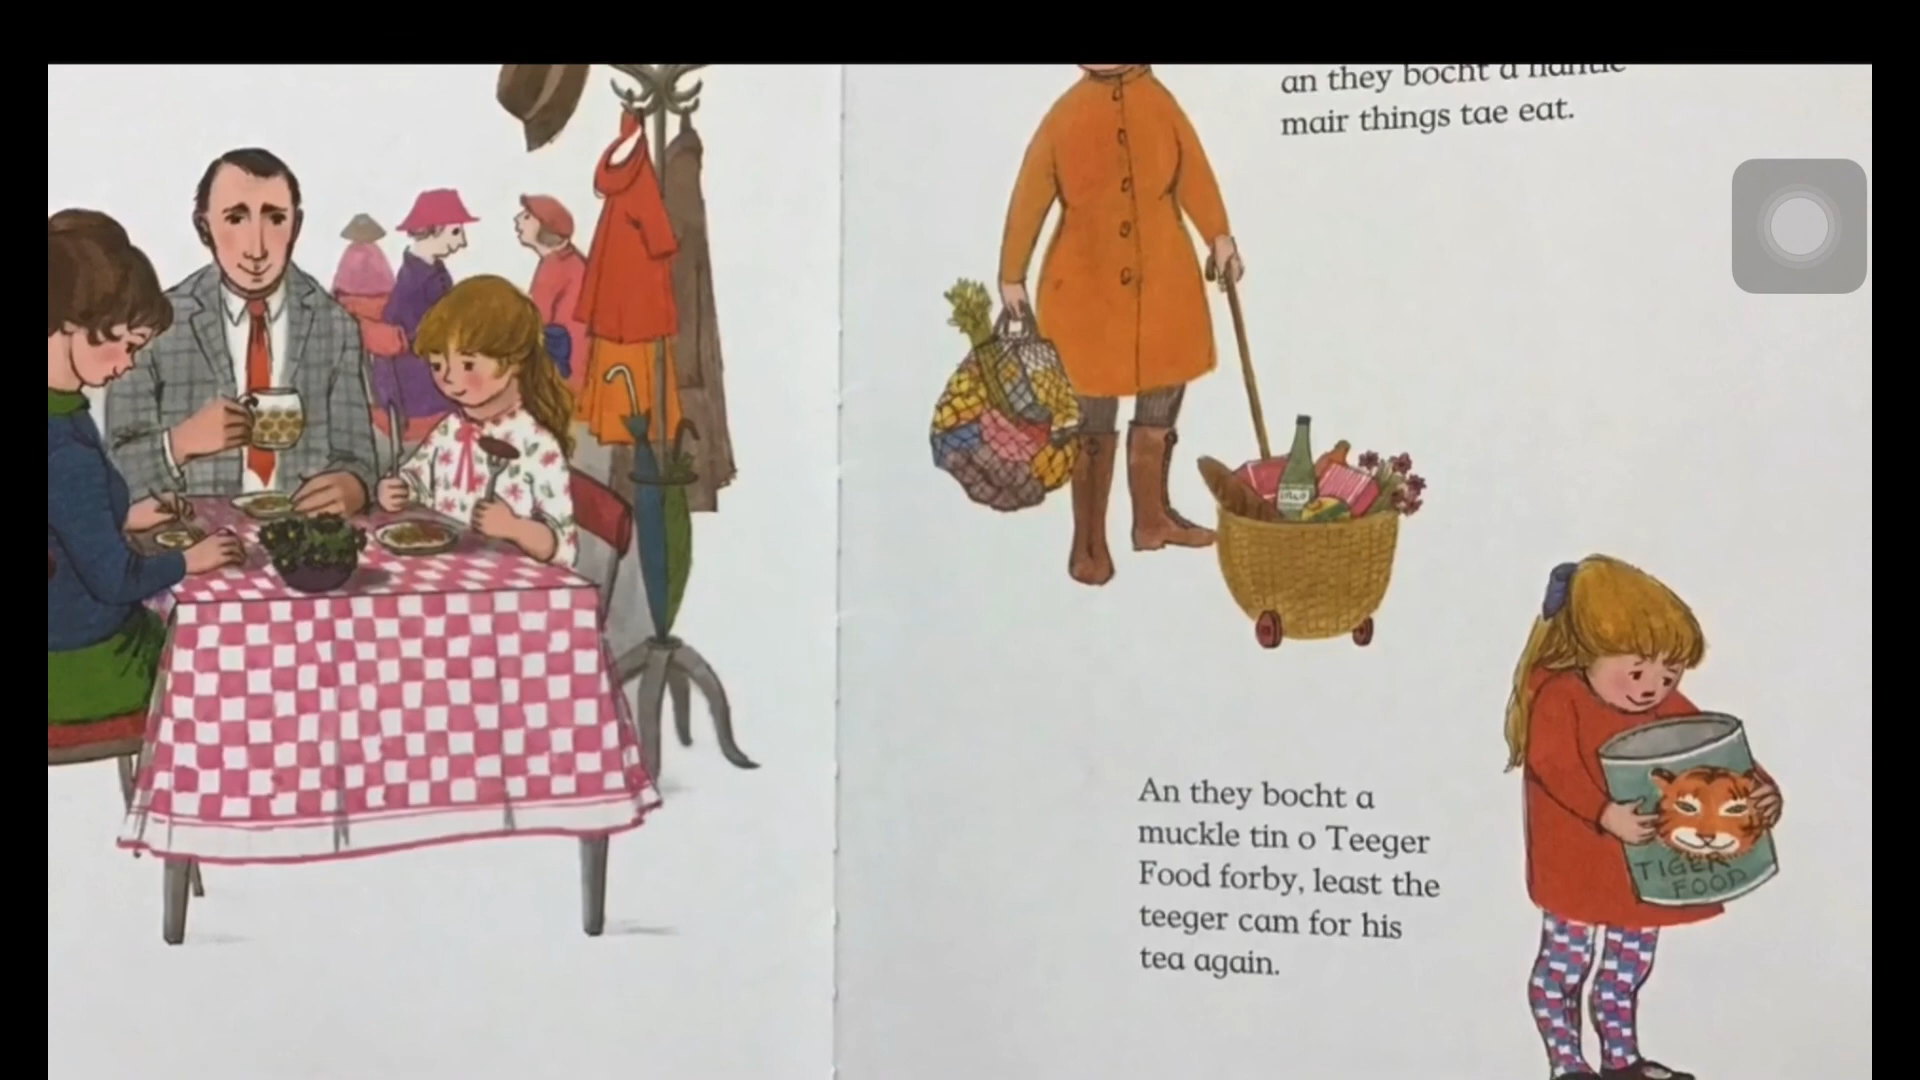 an they bocht a hantle
mair things tae eat.
An they bocht a
muckle tin o Teeger
Food forby, least the
teeger cam for his
tea again.
TIGER
FOOD